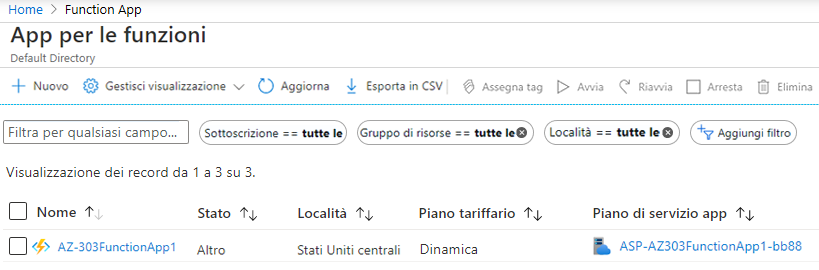 Home > Function App
App per le funzioni
Default Directory
Nuovo Gestisci visualizzazione Aggiorna Esporta in CSV Assegna tag Avvia Riavvia Arresta Elimina
Filtra per qualsiasi campo... Sottoscrizione == tutte le Gruppo di risorse == tutte le Località == tutte le Aggiungi filtro
Visualizzazione dei record da 1 a 3 su 3.
Nome Stato Località Piano tariffario Piano di servizio app
AZ-303FunctionApp1 Altro Stati Uniti centrali Dinamica ASP-AZ303FunctionApp1-bb88